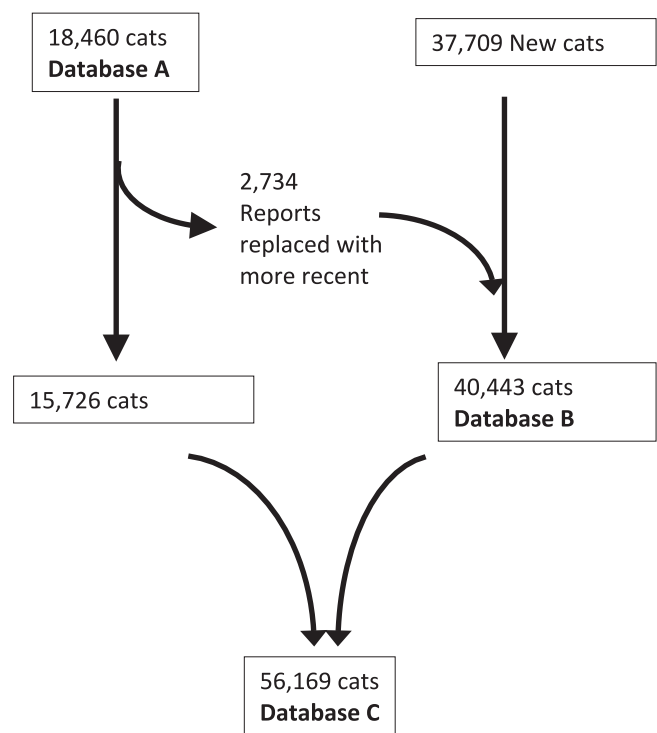 18,460 cats
Database A
37,709 New cats
2,734
Reports
replaced with
more recent
15,726 cats
40,443 cats
Database B
56,169 cats
Database C